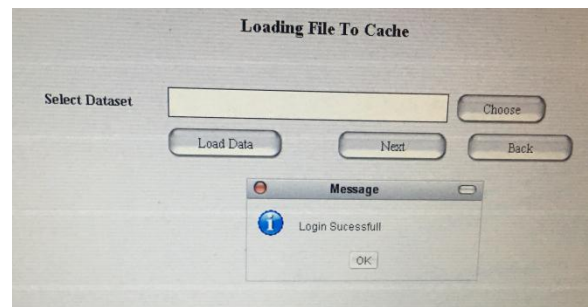 Loading File To Cache
Select Dataset
Choose
Load Data Next Back
Message
Login Sucessfull
OK